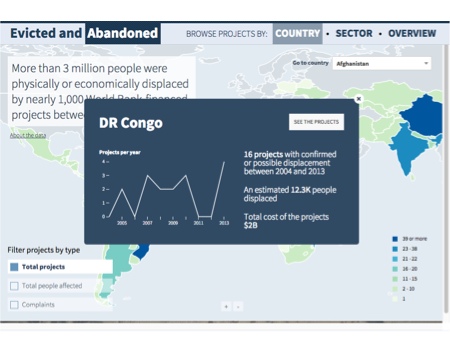 Evicted and Abandoned
BROWSE PROJECTS BY: COUNTRY • SECTOR • OVERVIEW
More than 3 million people were
physically or economically displaced
by nearly 1,000 World Bank-financed
projects betwe
About the data
Go to country Afghanistan
DR Congo
SEE THE PROJECTS
Projects per year
4
3
2
1
0
2005 2007 2009 2011 2013
16 projects with confirmed
or possible displacement
between 2004 and 2013
An estimated 12.3K people
displaced
Total cost of the projects
$2B
Filter projects by type
Total projects
Total people affected
Complaints
39 or more
23 - 38
21 - 22
16 - 20
11 - 15
2 - 10
1
+ -